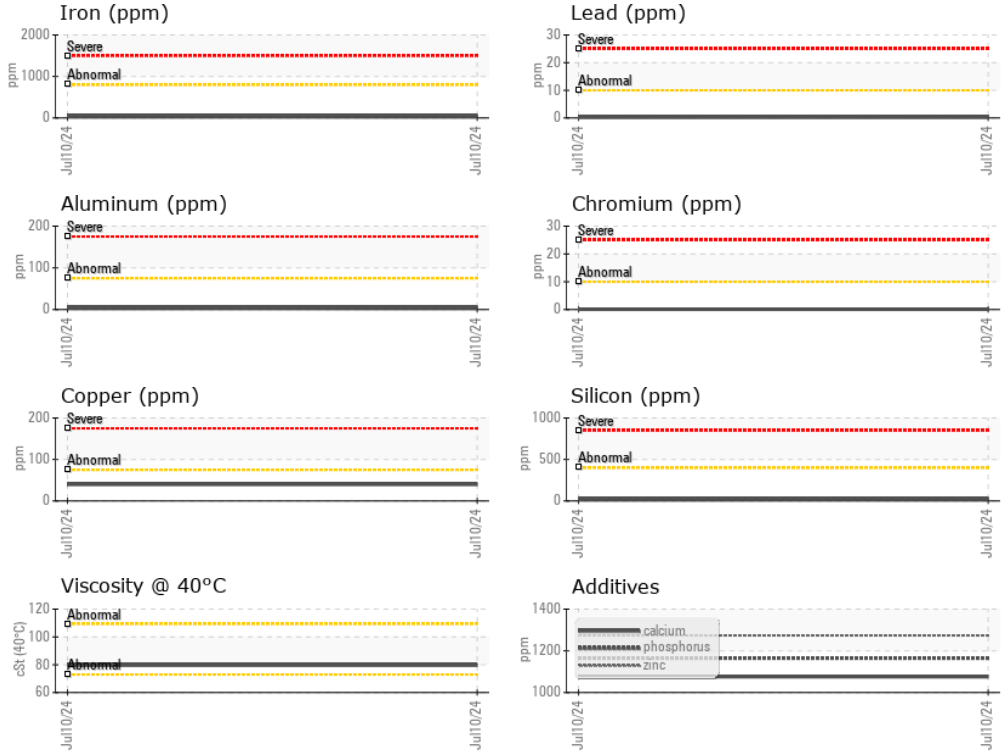 Iron (ppm)
2000
1000
0
ppm
Severe
Abnormal
Jul10/24
Jul10/24
Lead (ppm)
30
20
10
0
ppm
Severe
Abnormal
Jul10/24
Jul10/24
Aluminum (ppm)
200
100
0
ppm
Severe
Abnormal
Jul10/24
Jul10/24
Chromium (ppm)
30
20
10
0
ppm
Severe
Abnormal
Jul10/24
Jul10/24
Copper (ppm)
200
100
0
ppm
Severe
Abnormal
Jul10/24
Jul10/24
Silicon (ppm)
1000
500
0
ppm
Severe
Abnormal
Jul10/24
Jul10/24
Viscosity @ 40°C
120
100
80
60
cSt (40°C)
Abnormal
Abnormal
Jul10/24
Jul10/24
Additives
1400
1200
1000
ppm
calcium
phosphorus
zinc
Jul10/24
Jul10/24